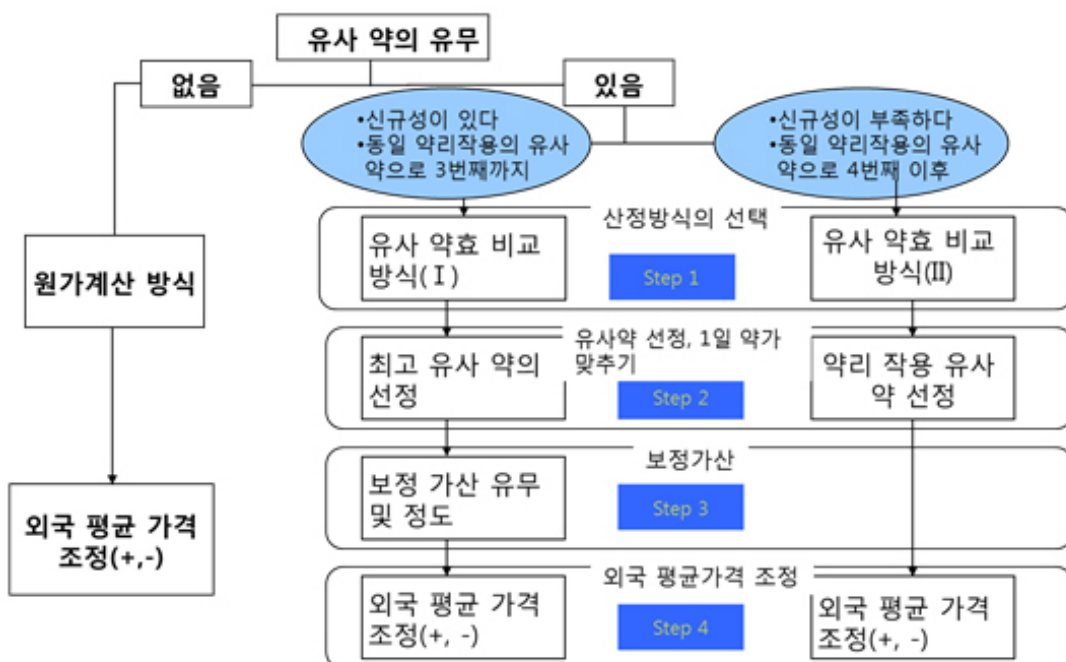 유사 약의 유무
없음
있음
•신규성이 있다
•동일 약리작용의 유사
약으로 3번째까지
•신규성이 부족하다
•동일 약리작용의 유사
약으로 4번째 이후
산정방식의 선택
유사 약효 비교
방식(Ⅰ)
Step 1
유사 약효 비교
방식(II)
원가계산 방식
유사약 선정, 1일 약가
맞추기
최고 유사 약의
선정
Step 2
약리 작용 유사
약 선정
보정가산
보정 가산 유무
및 정도
Step 3
외국 평균 가격
조정(+,-)
외국 평균가격 조정
외국 평균 가격
조정(+, -)
Step 4
외국 평균 가격
조정(+, -)